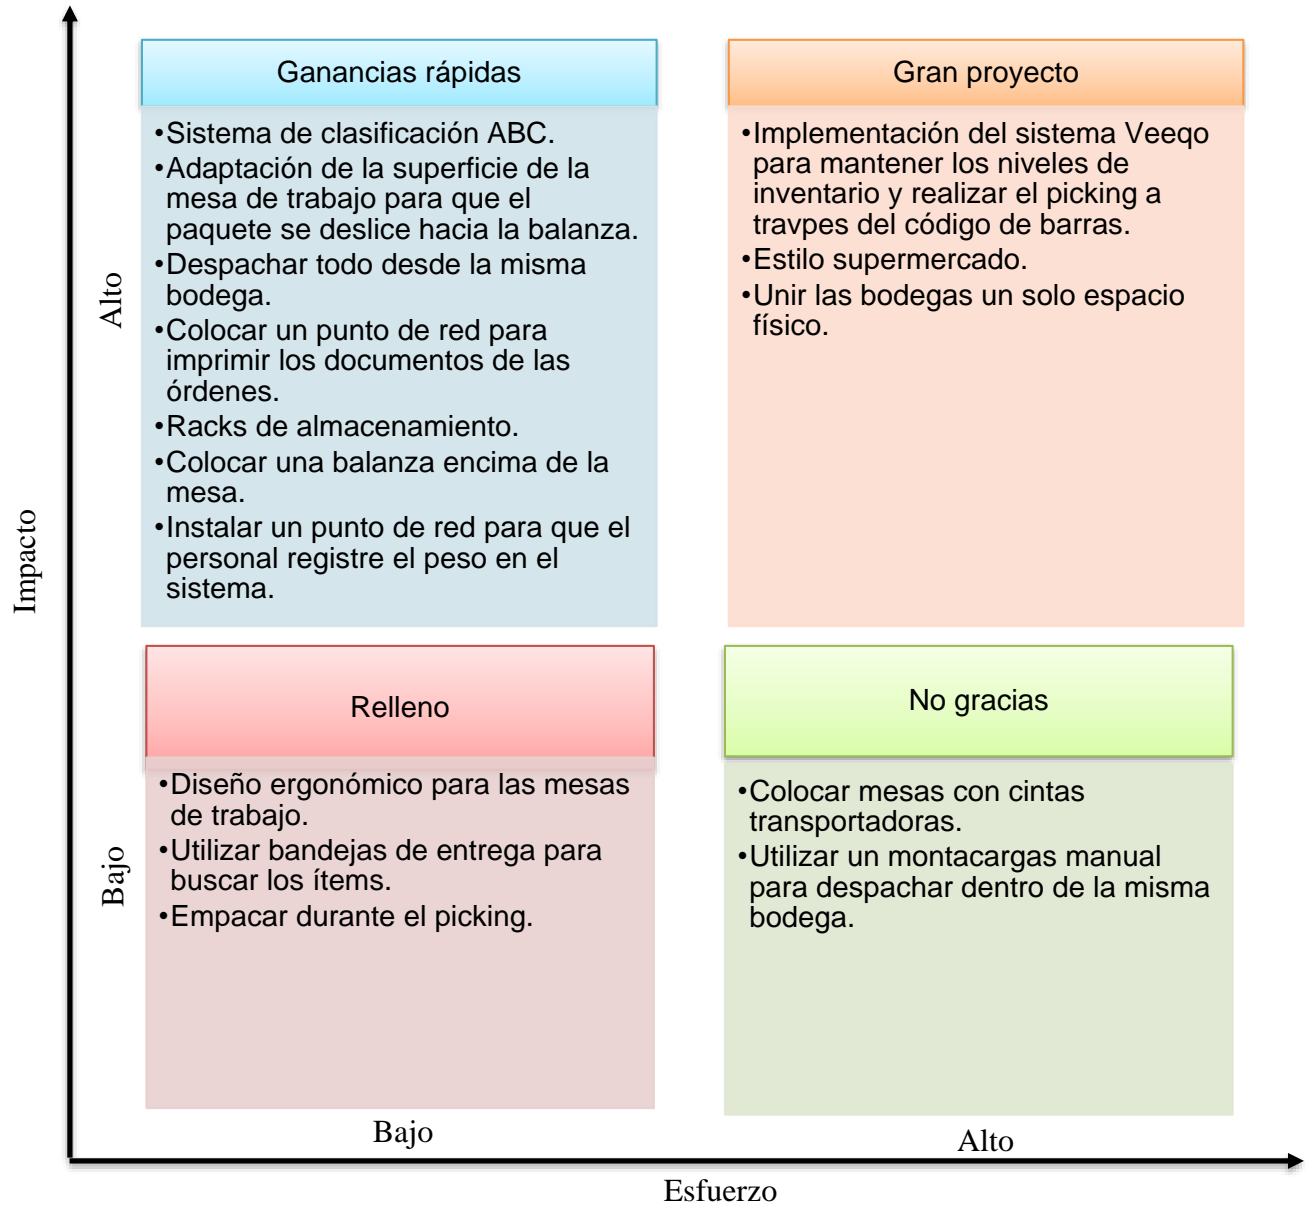 Ganancias rápidas
•Sistema de clasificación ABC.
•Adaptación de la superficie de la
mesa de trabajo para que el
paquete se deslice hacia la balanza.
•Despachar todo desde la misma
bodega.
•Colocar un punto de red para
imprimir los documentos de las
órdenes.
•Racks de almacenamiento.
•Colocar una balanza encima de la
mesa.
•Instalar un punto de red para que el
personal registre el peso en el
sistema.
Gran proyecto
•Implementación del sistema Veeqo
para mantener los niveles de
inventario y realizar el picking a
travpes del código de barras.
•Estilo supermercado.
•Unir las bodegas un solo espacio
físico.
Alto
Impacto
Relleno
•Diseño ergonómico para las mesas
de trabajo.
•Utilizar bandejas de entrega para
buscar los ítems.
•Empacar durante el picking.
No gracias
•Colocar mesas con cintas
transportadoras.
•Utilizar un montacargas manual
para despachar dentro de la misma
bodega.
Bajo
Bajo
Alto
Esfuerzo